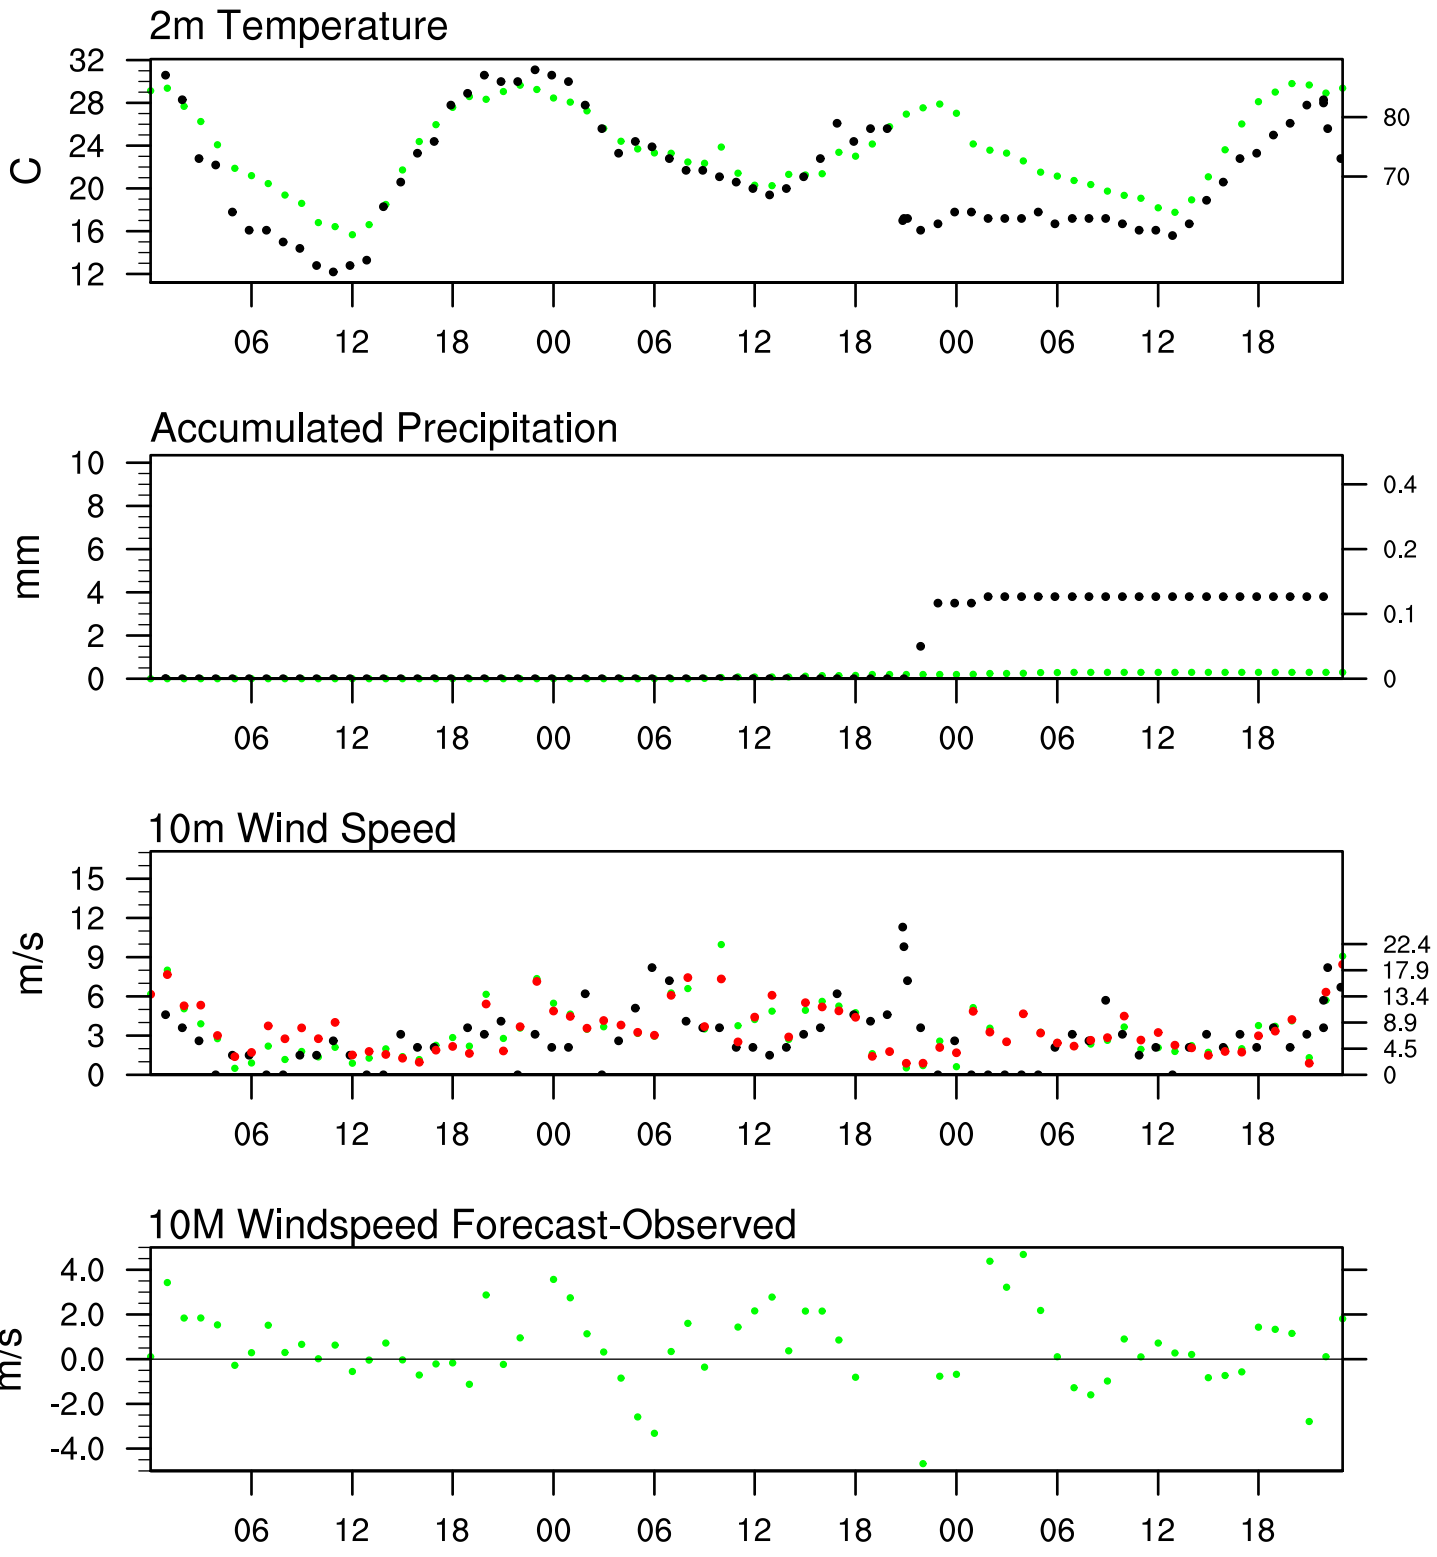 2m Temperature
32
28
24
20
16
12
C
80
70
06 12 18 00 06 12 18 00 06 12 18
Accumulated Precipitation
10
8
6
4
2
0
mm
0.4
0.2
0.1
0
06 12 18 00 06 12 18 00 06 12 18
10m Wind Speed
15
12
9
6
3
0
m/s
22.4
17.9
13.4
8.9
4.5
0
06 12 18 00 06 12 18 00 06 12 18
10M Windspeed Forecast-Observed
4.0
2.0
0.0
-2.0
-4.0
m/s
06 12 18 00 06 12 18 00 06 12 18